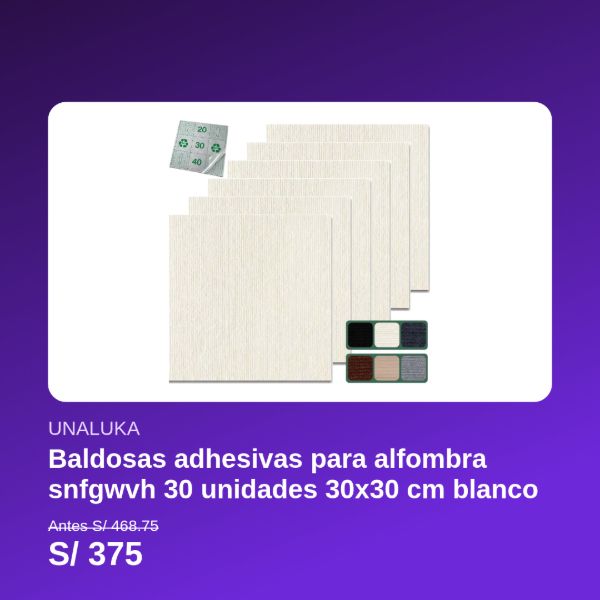 20
30
40
UNALUKA
Baldosas adhesivas para alfombra
snfgwvh 30 unidades 30x30 cm blanco
Antes S/ 468.75
S/ 375